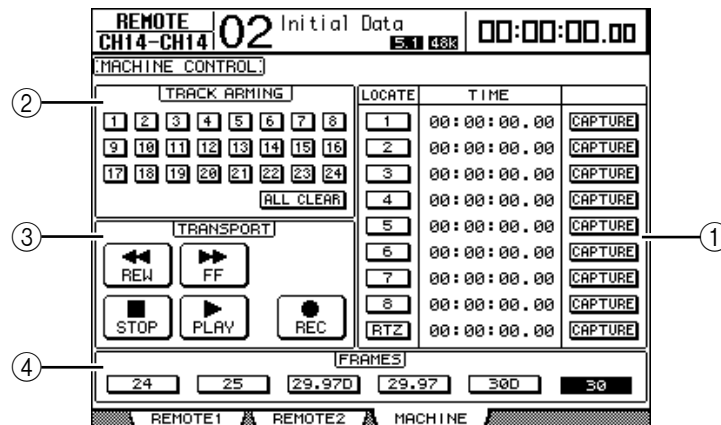 REMOTE
CH14-CH14
02 Initial Data
5.1 48k
00:00:00.00
MACHINE CONTROL
② TRACK ARMING
1 2 3 4 5 6 7 8
9 10 11 12 13 14 15 16
17 18 19 20 21 22 23 24
ALL CLEAR
③ TRANSPORT
REW FF
STOP PLAY REC
LOCATE TIME
1 00:00:00.00 CAPTURE
2 00:00:00.00 CAPTURE
3 00:00:00.00 CAPTURE
4 00:00:00.00 CAPTURE
5 00:00:00.00 CAPTURE
6 00:00:00.00 CAPTURE
7 00:00:00.00 CAPTURE
8 00:00:00.00 CAPTURE
RTZ 00:00:00.00 CAPTURE
①
④ FRAMES
24 25 29.97D 29.97 30D 30
REMOTE1 REMOTE2 MACHINE